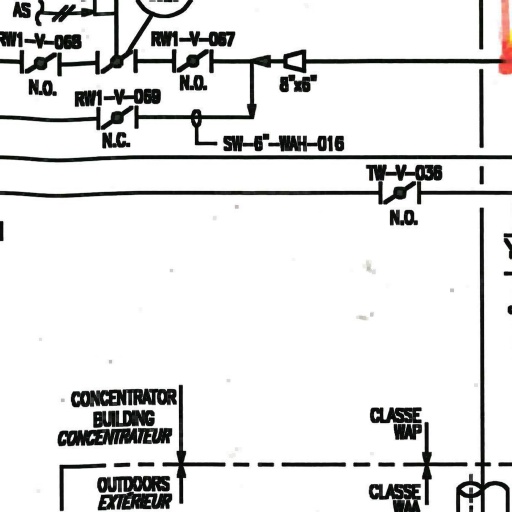 AS
RW1-V-068
RW1-V-067
N.O.
N.O.
8"x6"
RW1-V-069
N.C.
SW-6"-WAH-016
TW-V-036
N.O.
CONCENTRATOR
BUILDING
CONCENTRATEUR
CLASSE
WAP
OUTDOORS
EXTÉRIEUR
CLASSE
WAA